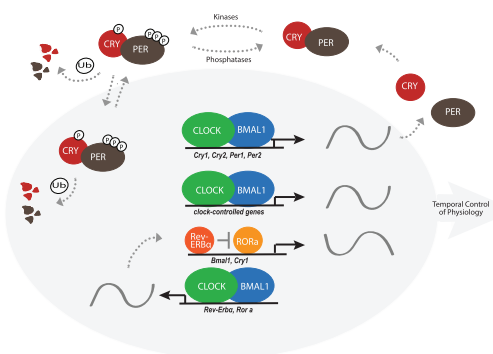 Kinases
P
P P P
CRY PER
CRY PER
Phosphatases
Ub
CRY
PER
P
P P P
CRY PER
Ub
CLOCK BMAL1
Cry1, Cry2, Per1, Per2
CLOCK BMAL1
clock-controlled genes
Temporal Control
of Physiology
Rev-
ERBα RORa
Bmal1, Cry1
CLOCK BMAL1
Rev-Erbα, Ror a